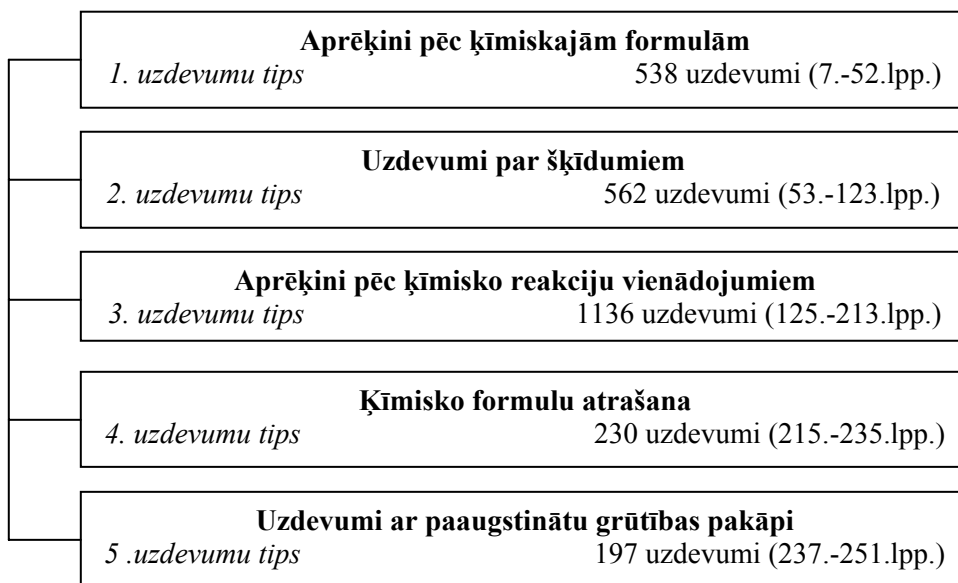 Aprēķini pēc ķīmiskajām formulām
1. uzdevumu tips 538 uzdevumi (7.-52.lpp.)
Uzdevumi par šķīdumiem
2. uzdevumu tips 562 uzdevumi (53.-123.lpp.)
Aprēķini pēc ķīmisko reakciju vienādojumiem
3. uzdevumu tips 1136 uzdevumi (125.-213.lpp.)
Ķīmisko formulu atrašana
4. uzdevumu tips 230 uzdevumi (215.-235.lpp.)
Uzdevumi ar paaugstinātu grūtības pakāpi
5 .uzdevumu tips 197 uzdevumi (237.-251.lpp.)